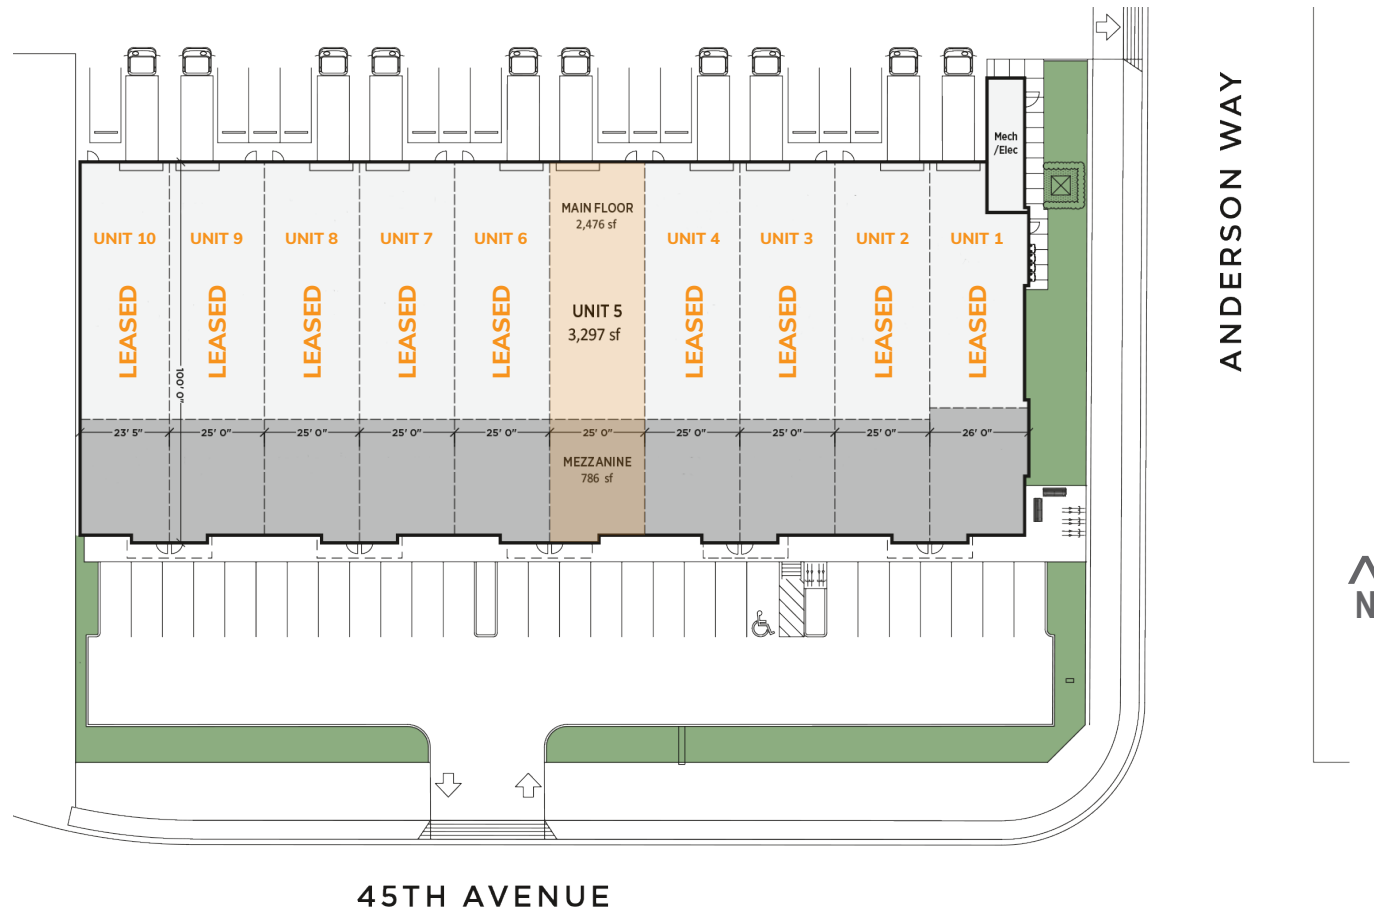 ANDERSON WAY
Mech
/Elec
MAIN FLOOR
2,476 sf
UNIT 10
UNIT 9
UNIT 8
UNIT 7
UNIT 6
UNIT 4
UNIT 3
UNIT 2
UNIT 1
UNIT 5
3,297 sf
LEASED
LEASED
LEASED
LEASED
LEASED
LEASED
LEASED
LEASED
LEASED
100' 0"
23' 5"
25' 0"
25' 0"
25' 0"
25' 0"
25' 0"
25' 0"
25' 0"
25' 0"
26' 0"
MEZZANINE
786 sf
N
45TH AVENUE